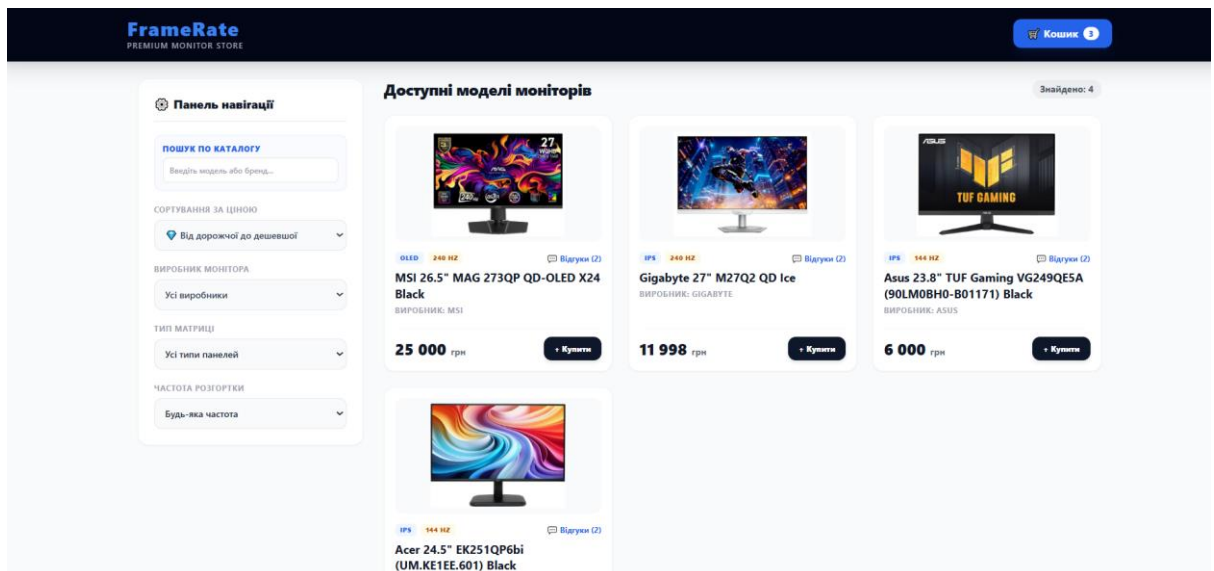 FrameRate
PREMIUM MONITOR STORE
Кошик 3
Панель навігації
ПОШУК ПО КАТАЛОГУ
Введіть модель або бренд...
СОРТУВАННЯ ЗА ЦІНОЮ
Від дорожчої до дешевшої
ВИРОБНИК МОНІТОРА
Усі виробники
ТИП МАТРИЦІ
Усі типи панелей
ЧАСТОТА РОЗГОРТКИ
Будь-яка частота
Доступні моделі моніторів
Знайдено: 4
27
OLED 240 HZ Відгуки (2)
MSI 26.5" MAG 273QP QD-OLED X24
Black
ВИРОБНИК: MSI
25 000 грн
+ Купити
IPS 240 HZ Відгуки (2)
Gigabyte 27" M27Q2 QD Ice
ВИРОБНИК: GIGABYTE
11 998 грн
+ Купити
ASUS
TUF GAMING
IPS 144 HZ Відгуки (2)
Asus 23.8" TUF Gaming VG249QE5A
(90LM0BH0-B01171) Black
ВИРОБНИК: ASUS
6 000 грн
+ Купити
IPS 144 HZ Відгуки (2)
Acer 24.5" EK251QP6bi
(UM.KE1EE.601) Black